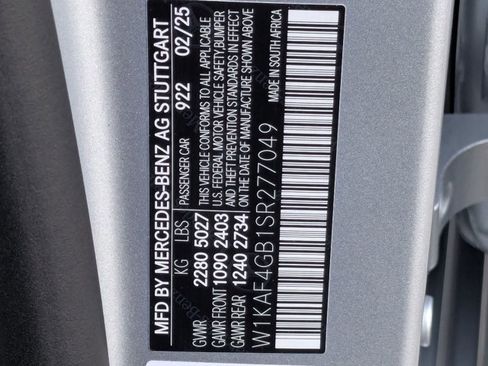 MFD BY MERCEDES-BENZ AG STUTTGART
PASSENGER CAR 922 02/25
KG LBS
GVWR 2280 5027
GAWR FRONT 1090 2403
GAWR REAR 1240 2734
THIS VEHICLE CONFORMS TO ALL APPLICABLE
U.S. FEDERAL MOTOR VEHICLE SAFETY, BUMPER
AND THEFT PREVENTION STANDARDS IN EFFECT
ON THE DATE OF MANUFACTURE SHOWN ABOVE
W1KAF4GB1SR277049
MADE IN SOUTH AFRICA